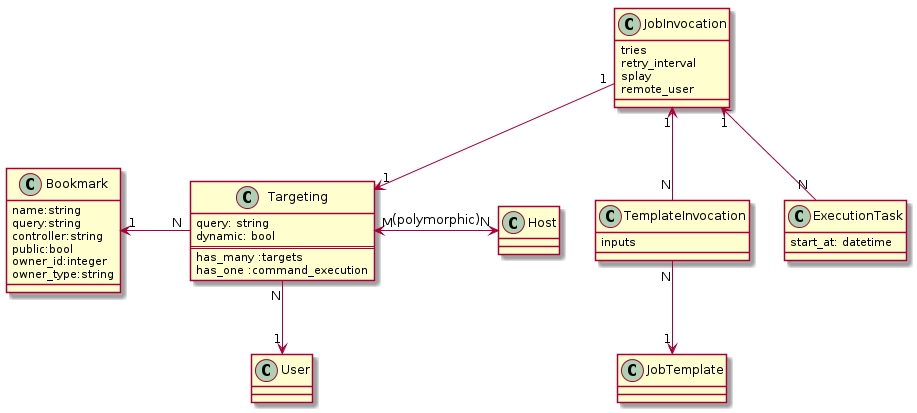 C JobInvocation
tries
retry_interval
splay
remote_user
1
1
1
1
N
N
C Bookmark
name:string
query:string
controller:string
public:bool
owner_id:integer
owner_type:string
1
N
C Targeting
query: string
dynamic: bool
has_many :targets
has_one :command_execution
M
(polymorphic)
N
C Host
C TemplateInvocation
inputs
C ExecutionTask
start_at: datetime
N
1
N
1
C User
C JobTemplate